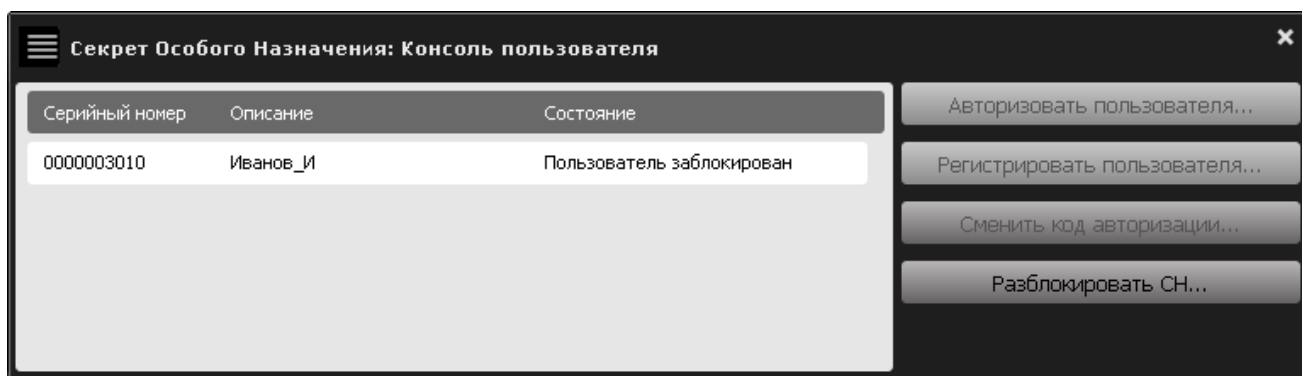 Секрет Особого Назначения: Консоль пользователя
Серийный номер Описание Состояние
0000003010 Иванов_И Пользователь заблокирован
Авторизовать пользователя...
Регистрировать пользователя...
Сменить код авторизации...
Разблокировать СН...